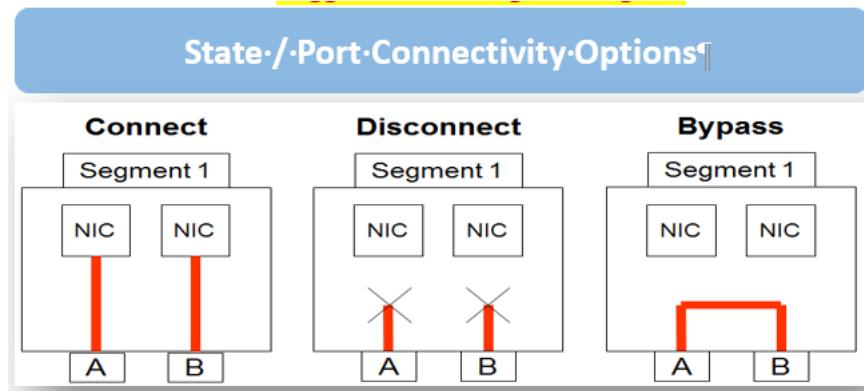 State·/·Port·Connectivity·Options¶
Connect Disconnect Bypass
Segment 1 Segment 1 Segment 1
NIC NIC NIC NIC NIC NIC
A B A B A B